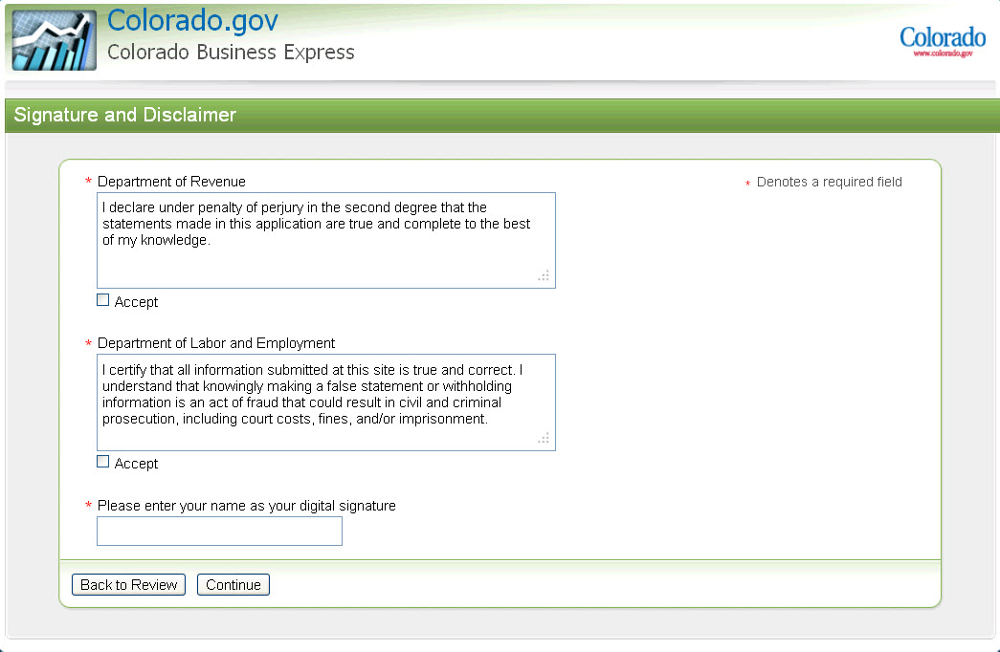 Colorado.gov
Colorado Business Express
Colorado
www.colorado.gov
Signature and Disclaimer
* Department of Revenue
* Denotes a required field
I declare under penalty of perjury in the second degree that the
statements made in this application are true and complete to the best
of my knowledge.
Accept
* Department of Labor and Employment
I certify that all information submitted at this site is true and correct. I
understand that knowingly making a false statement or withholding
information is an act of fraud that could result in civil and criminal
prosecution, including court costs, fines, and/or imprisonment.
Accept
* Please enter your name as your digital signature
Back to Review
Continue